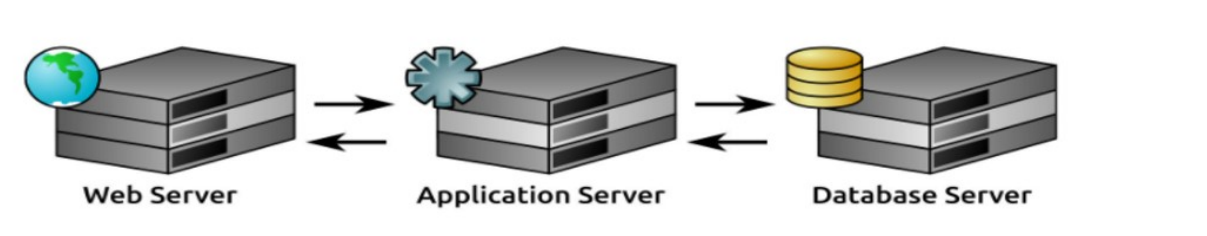 Web Server
Application Server
Database Server